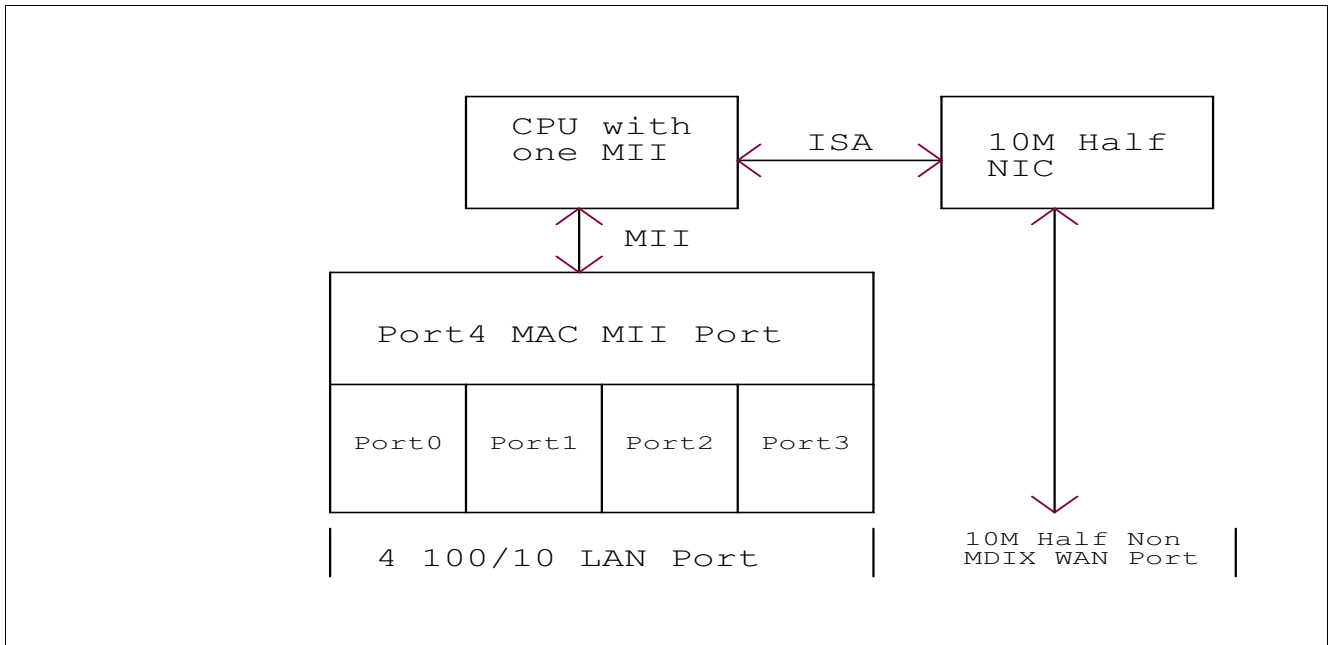 CPU with
one MII
ISA
10M Half
NIC
MII
Port4 MAC MII Port
Port0
Port1
Port2
Port3
4 100/10 LAN Port
10M Half Non
MDIX WAN Port